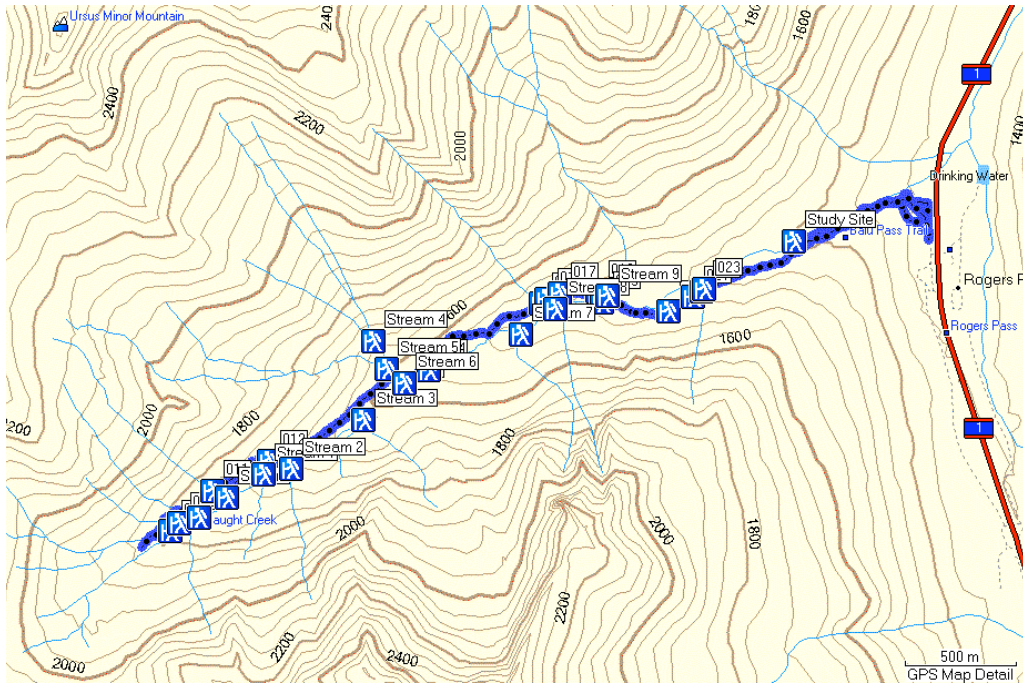 Ursus Minor Mountain
2400
2200
2000
1800
1600
1400
1
Drinking Water
Study Site
Balu Pass Trail
Rogers P
Rogers Pass
023
017
Stream 9
Stream 7
Stream 4
Stream 5
Stream 6
Stream 3
Stream 2
012
aught Creek
1600
1600
1800
1800
2000
2200
2000
2000
1800
2200
2000
2200
2400
1
500 m
GPS Map Detail